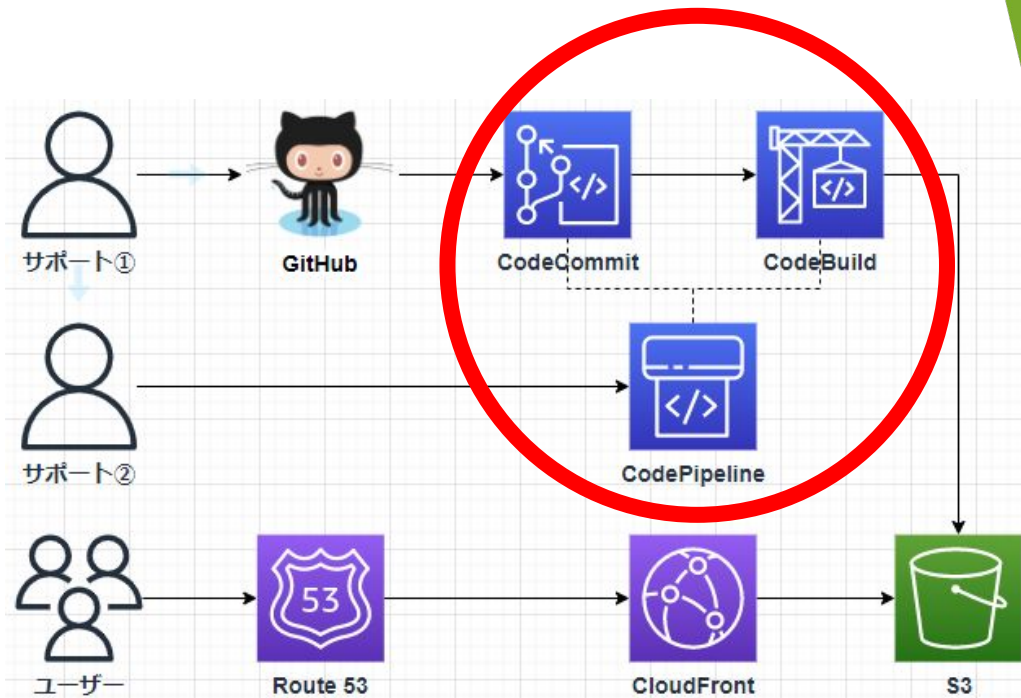 サポート①
GitHub
</>
CodeCommit
</>
CodeBuild
サポート②
</>
CodePipeline
ユーザー
53
Route 53
CloudFront
S3